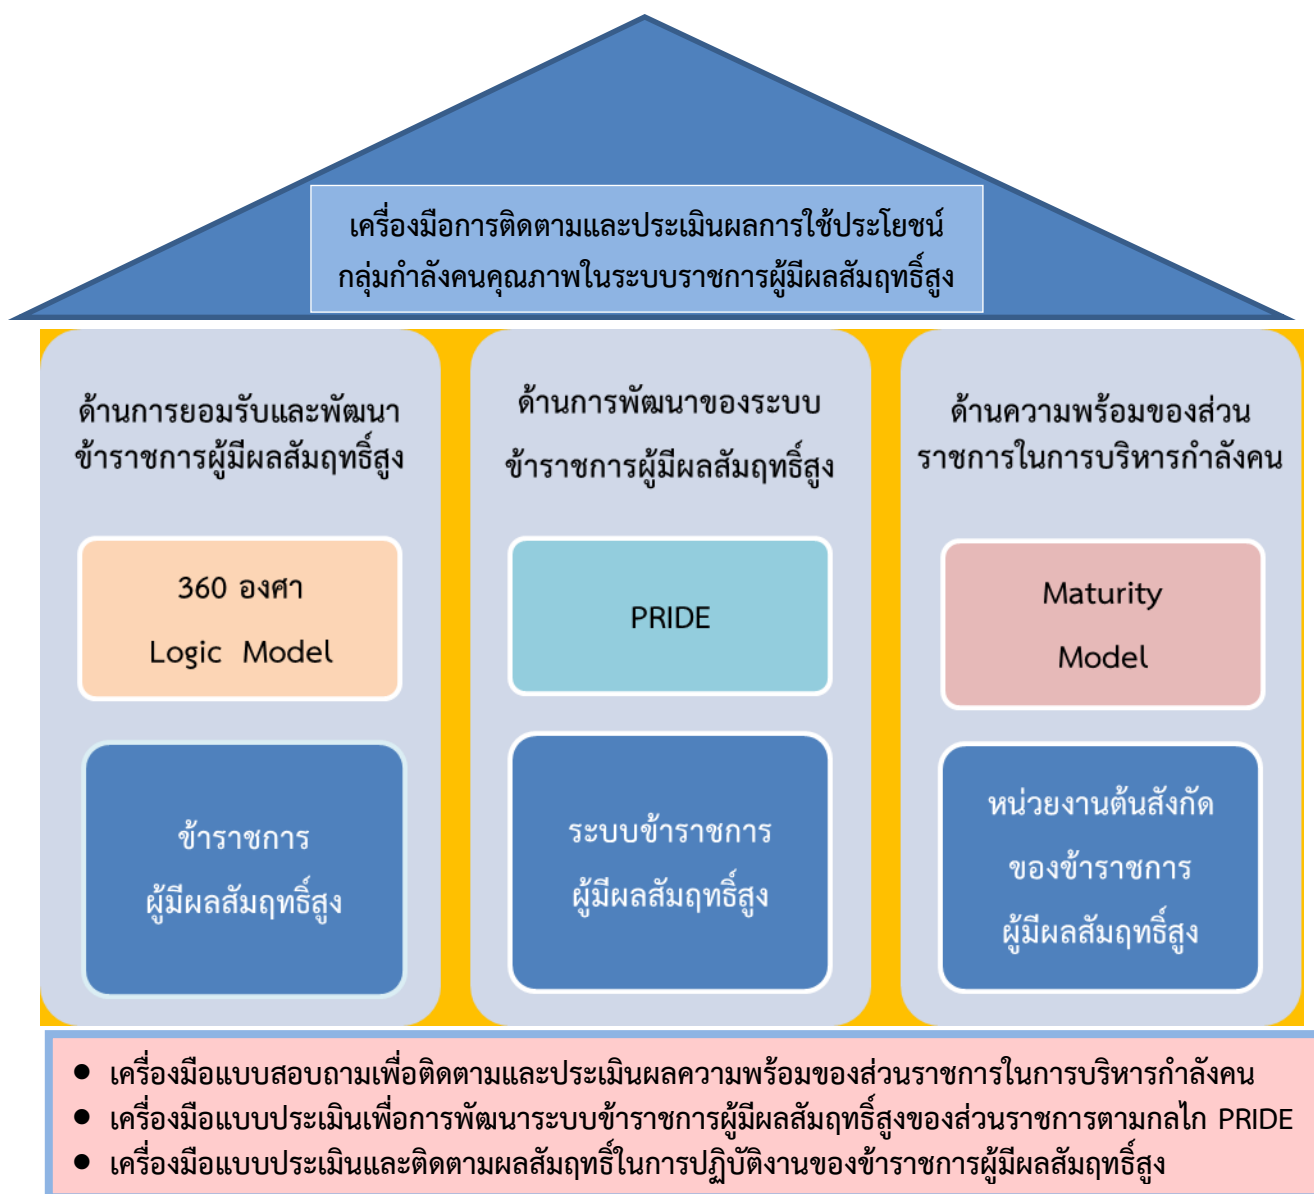 เครื่องมือการติดตามและประเมินผลการใช้ประโยชน์
กลุ่มกำลังคนคุณภาพในระบบราชการผู้มีผลสัมฤทธิ์สูง
ด้านการยอมรับและพัฒนา
ข้าราชการผู้มีผลสัมฤทธิ์สูง
360 องศา
Logic Model
ข้าราชการ
ผู้มีผลสัมฤทธิ์สูง
ด้านการพัฒนาของระบบ
ข้าราชการผู้มีผลสัมฤทธิ์สูง
PRIDE
ระบบข้าราชการ
ผู้มีผลสัมฤทธิ์สูง
ด้านความพร้อมของส่วน
ราชการในการบริหารกำลังคน
Maturity
Model
หน่วยงานต้นสังกัด
ของข้าราชการ
ผู้มีผลสัมฤทธิ์สูง
● เครื่องมือแบบสอบถามเพื่อติดตามและประเมินผลความพร้อมของส่วนราชการในการบริหารกำลังคน
● เครื่องมือแบบประเมินเพื่อการพัฒนาระบบข้าราชการผู้มีผลสัมฤทธิ์สูงของส่วนราชการตามกลไก PRIDE
● เครื่องมือแบบประเมินและติดตามผลสัมฤทธิ์ในการปฏิบัติงานของข้าราชการผู้มีผลสัมฤทธิ์สูง